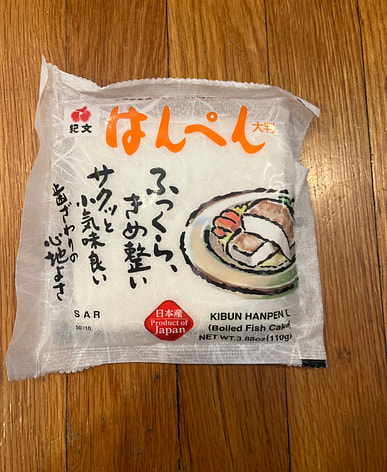 紀文
はんぺん
大判
ふっくら、
きめ整い
サクッと
小気味良い
歯ざわりの
心地よさ
SAR
日本産
Product of
Japan
KIBUN HANPEN L
(Boiled Fish Cake)
NET WT.3.88oz(110g)